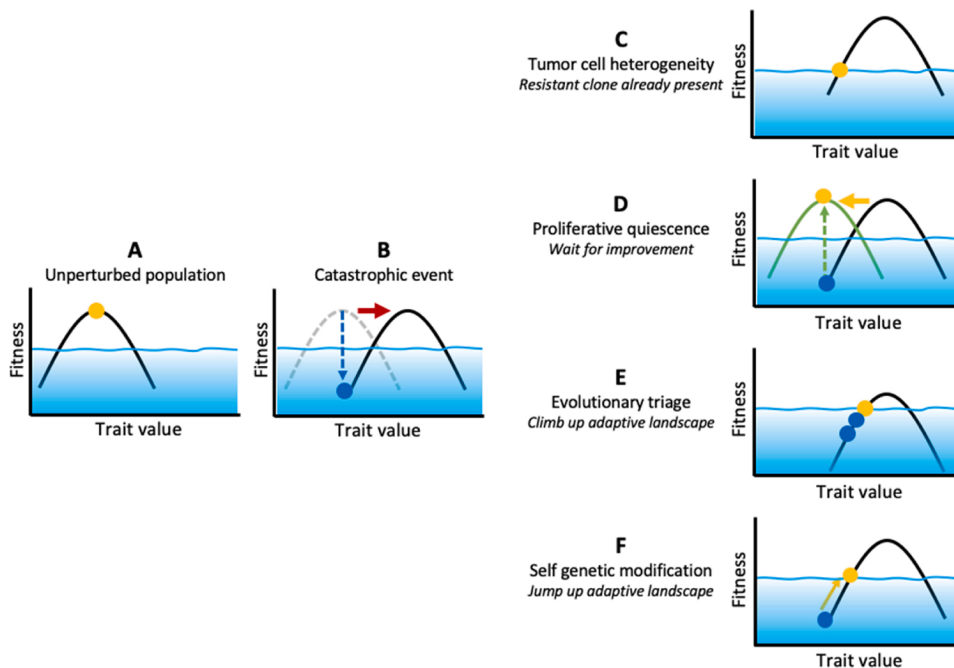 A
Unperturbed population
Fitness
Trait value
B
Catastrophic event
Fitness
Trait value
C
Tumor cell heterogeneity
Resistant clone already present
Fitness
Trait value
D
Proliferative quiescence
Wait for improvement
Fitness
Trait value
E
Evolutionary triage
Climb up adaptive landscape
Fitness
Trait value
F
Self genetic modification
Jump up adaptive landscape
Fitness
Trait value